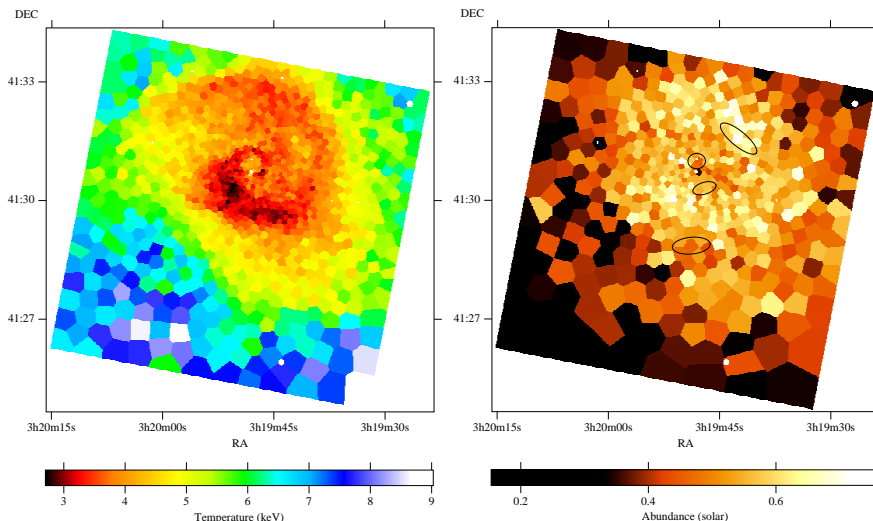 DEC
41:33
41:30
41:27
3h20m15s
3h20m00s
3h19m45s
3h19m30s
RA
3
4
5
6
7
8
9
Temperature (keV)
DEC
41:33
41:30
41:27
3h20m15s
3h20m00s
3h19m45s
3h19m30s
RA
0.2
0.4
0.6
Abundance (solar)